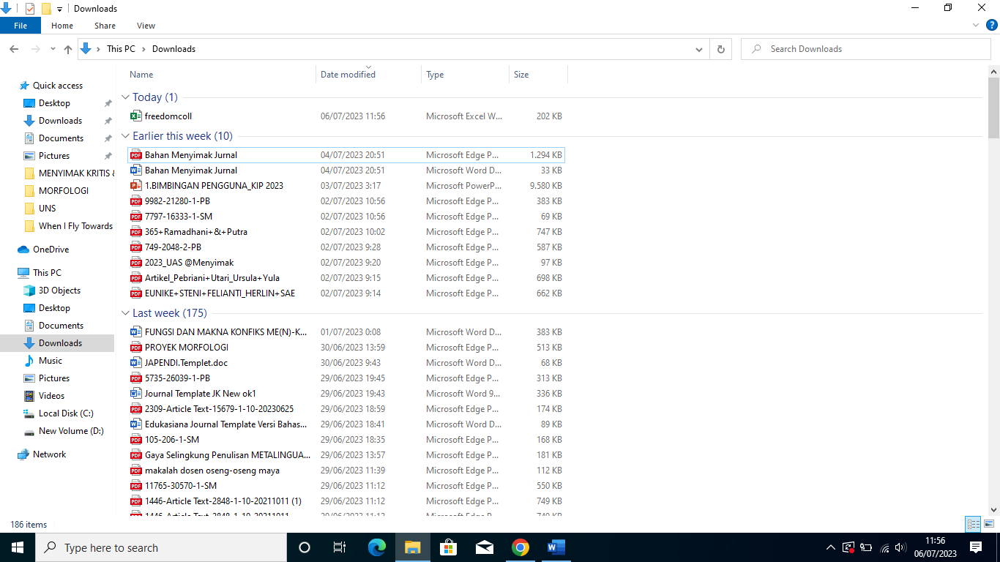 Downloads
File Home Share View
This PC Downloads
Search Downloads
Name Date modified Type Size
Quick access
Desktop
Downloads
Documents
Pictures
MENYIMAK KRITIS &
MORFOLOGI
UNS
When I Fly Towards
OneDrive
This PC
3D Objects
Desktop
Documents
Downloads
Music
Pictures
Videos
Local Disk (C:)
New Volume (D:)
Network
Today (1)
freedomcoll 06/07/2023 11:56 Microsoft Excel W... 202 KB
Earlier this week (10)
Bahan Menyimak Jurnal 04/07/2023 20:51 Microsoft Edge P... 1.294 KB
Bahan Menyimak Jurnal 04/07/2023 20:51 Microsoft Word D... 33 KB
1.BIMBINGAN PENGGUNA_KIP 2023 03/07/2023 3:17 Microsoft PowerP... 9.580 KB
9982-21280-1-PB 02/07/2023 10:56 Microsoft Edge P... 383 KB
7797-16333-1-SM 02/07/2023 10:56 Microsoft Edge P... 69 KB
365+Ramadhani+&+Putra 02/07/2023 10:02 Microsoft Edge P... 747 KB
749-2048-2-PB 02/07/2023 9:28 Microsoft Edge P... 587 KB
2023_UAS @Menyimak 02/07/2023 9:20 Microsoft Edge P... 97 KB
Artikel_Pebriani+Utari_Ursula+Yula 02/07/2023 9:15 Microsoft Edge P... 698 KB
EUNIKE+STENI+FELIANTI_HERLIN+SAE 02/07/2023 9:14 Microsoft Edge P... 662 KB
Last week (175)
FUNGSI DAN MAKNA KONFIKS ME(N)-K... 01/07/2023 0:08 Microsoft Word D... 383 KB
PROYEK MORFOLOGI 30/06/2023 13:59 Microsoft Edge P... 513 KB
JAPENDI.Templet.doc 30/06/2023 9:43 Microsoft Word D... 68 KB
5735-26039-1-PB 29/06/2023 19:45 Microsoft Edge P... 313 KB
Journal Template JK New ok1 29/06/2023 19:43 Microsoft Word 9... 336 KB
2309-Article Text-15679-1-10-20230625 29/06/2023 18:59 Microsoft Edge P... 174 KB
Edukasiana Journal Template Versi Bahas... 29/06/2023 18:41 Microsoft Word D... 89 KB
105-206-1-SM 29/06/2023 18:35 Microsoft Edge P... 168 KB
Gaya Selingkung Penulisan METALINGUA... 29/06/2023 13:57 Microsoft Edge P... 181 KB
makalah dosen oseng-oseng maya 29/06/2023 11:39 Microsoft Edge P... 112 KB
11765-30570-1-SM 29/06/2023 11:12 Microsoft Edge P... 550 KB
1446-Article Text-2848-1-10-20211011 (1) 29/06/2023 11:12 Microsoft Edge P... 749 KB
1446-Article Text-2848-1-10-20211011 29/06/2023 11:12 Microsoft Edge P... 749 KB
186 items
Type here to search
11:56
06/07/2023